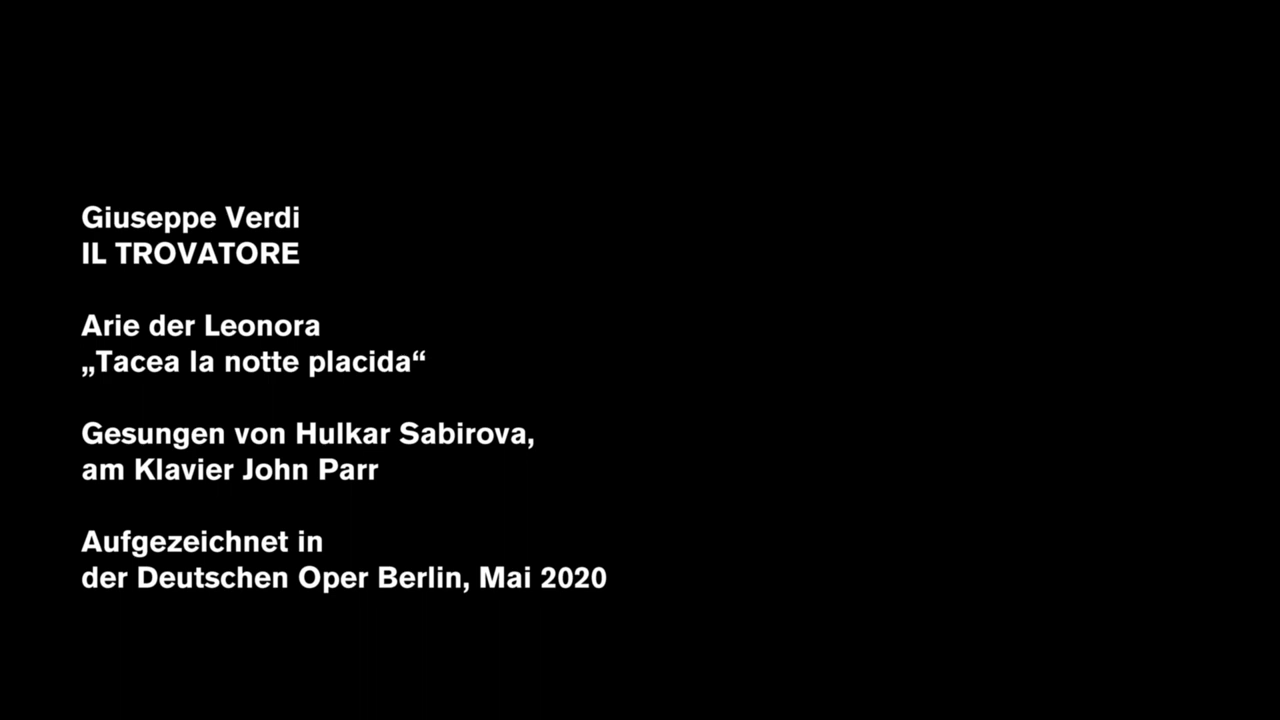 Giuseppe Verdi
IL TROVATORE
Arie der Leonora
„Tacea la notte placida“
Gesungen von Hulkar Sabirova,
am Klavier John Parr
Aufgezeichnet in
der Deutschen Oper Berlin, Mai 2020